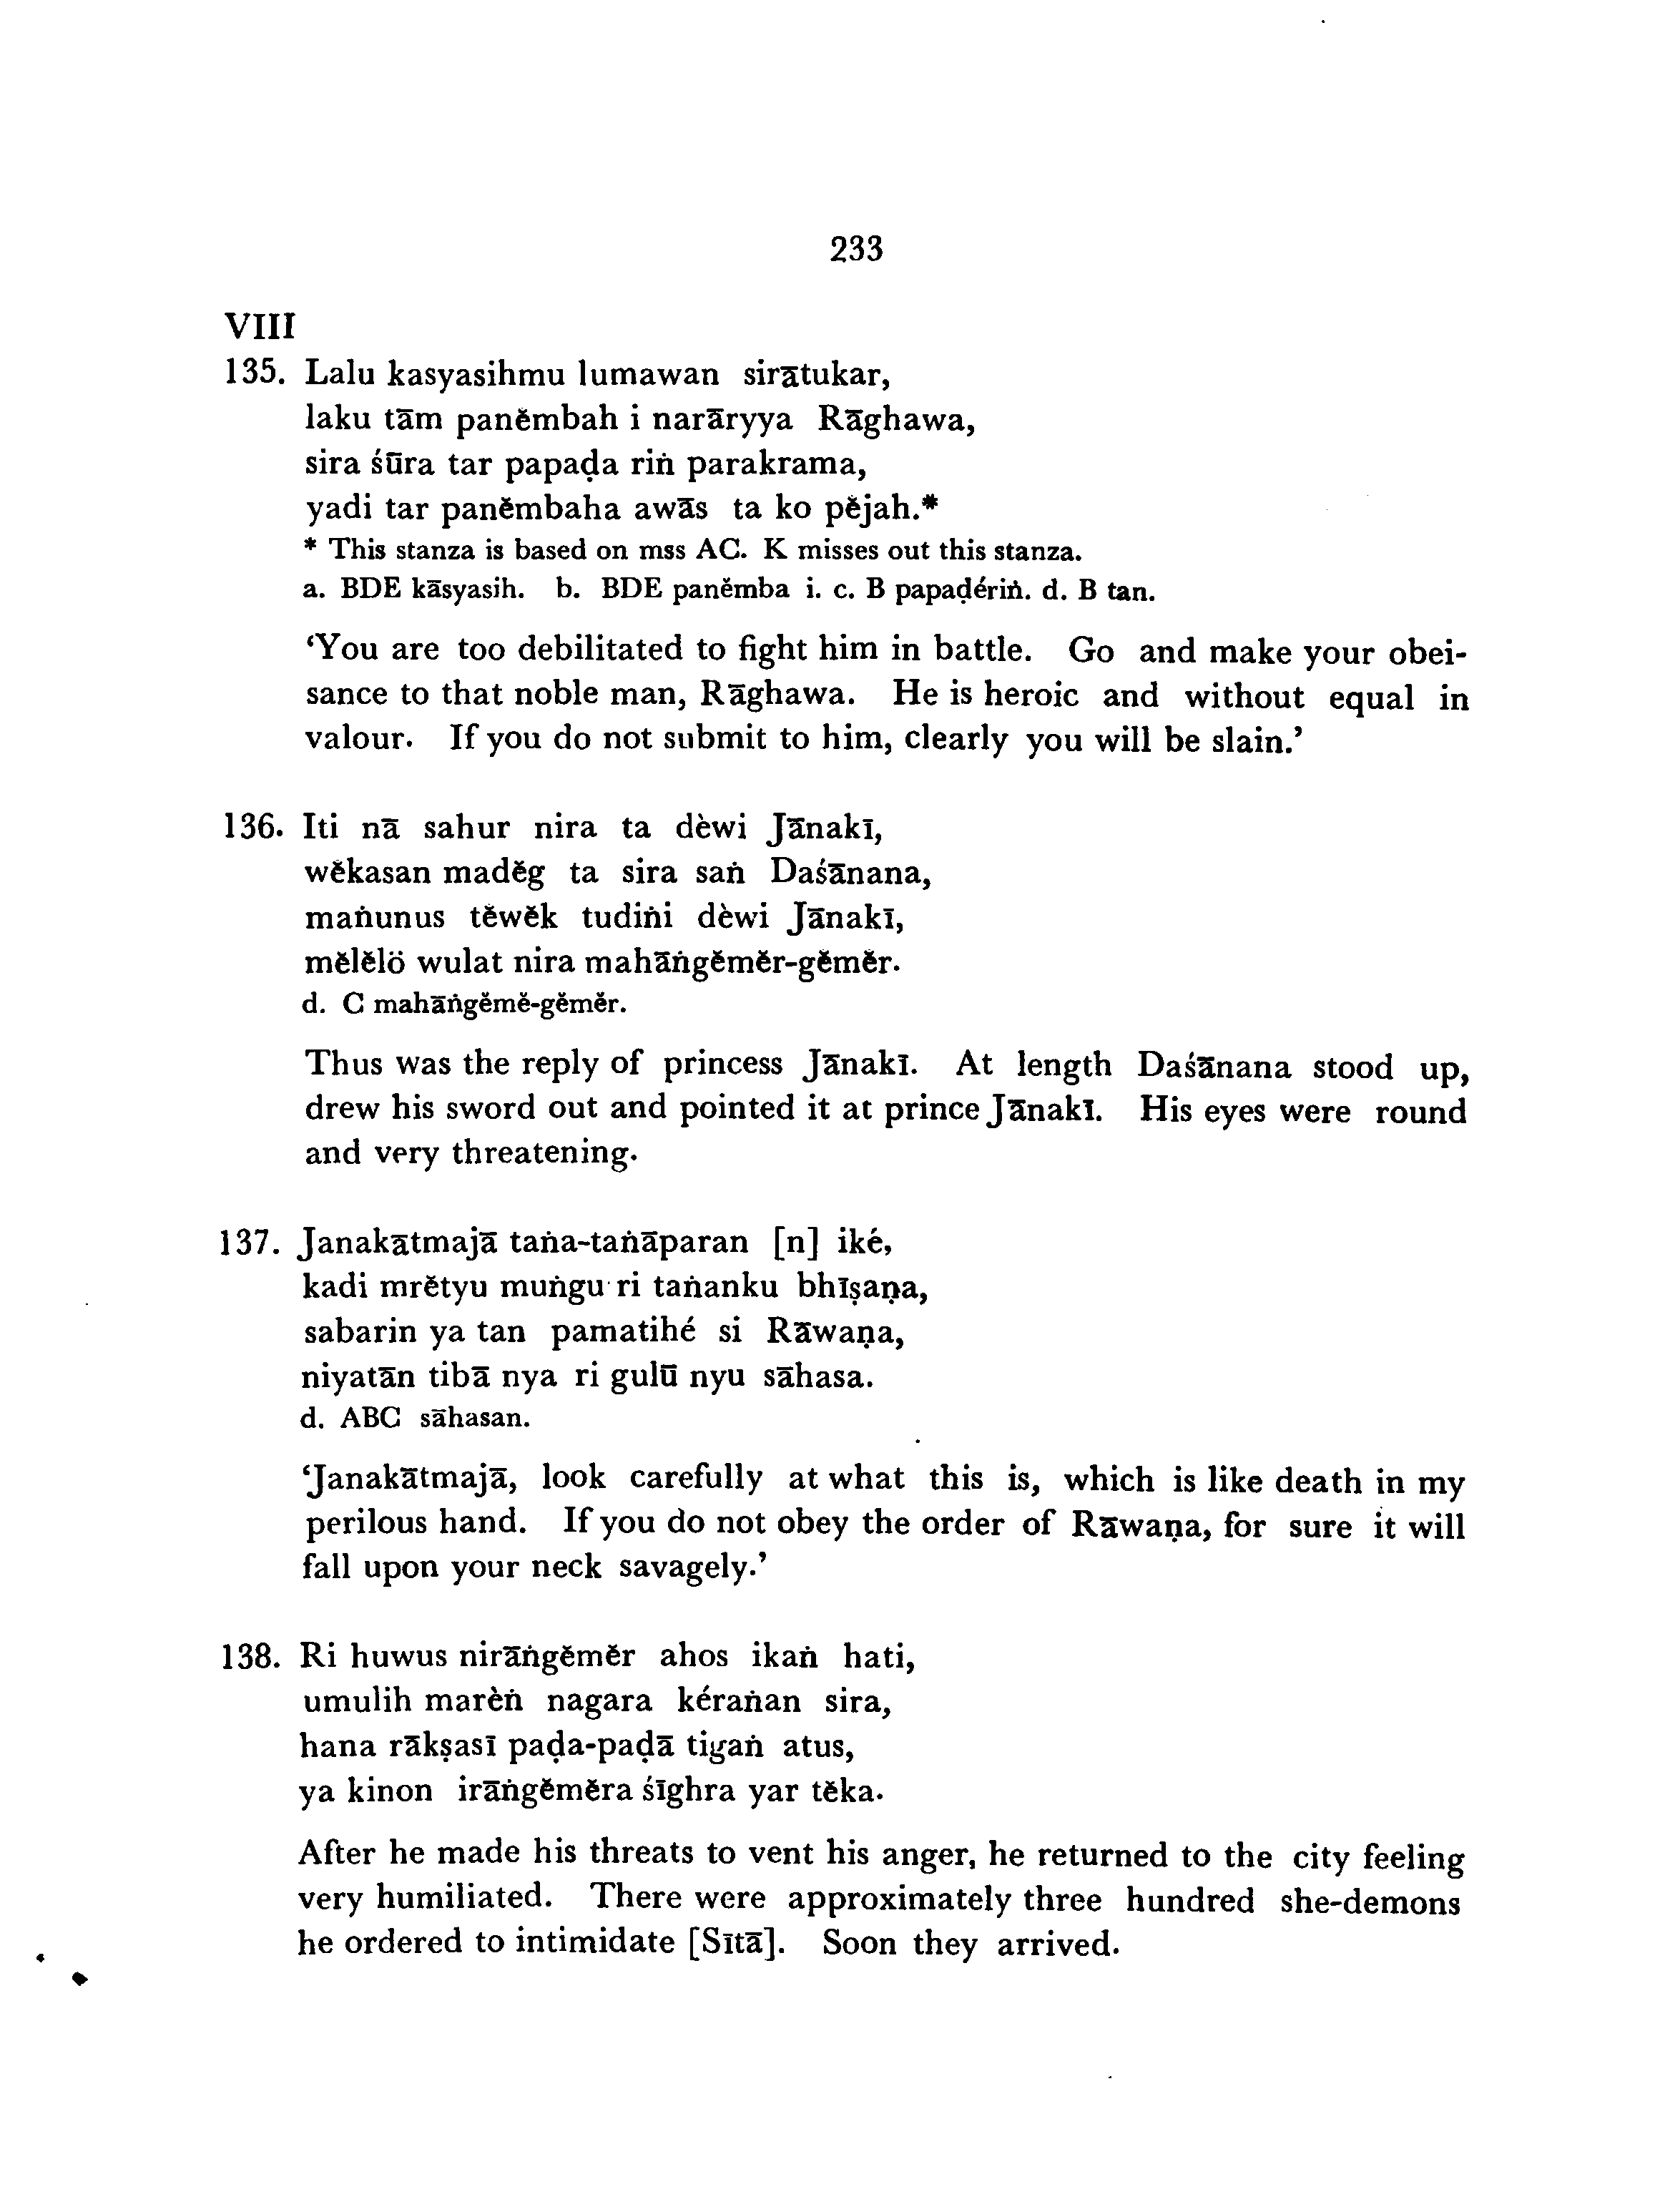 233
VIII
135. Lalu kasyasihmu lumawan sirātukar,
laku tām panĕmbah i narāryya Rāghawa,
sira śūra tar papaḍa riṅ parakrama,
yadi tar panĕmbaha awās ta ko pĕjah.*
* This stanza is based on mss AC. K misses out this stanza.
a. BDE kāsyasih. b. BDE panĕmba i. c. B papaḍériṅ. d. B tan.
‘You are too debilitated to fight him in battle. Go and make your obei-
sance to that noble man, Rāghawa. He is heroic and without equal in
valour. If you do not submit to him, clearly you will be slain.’
136. Iti nā sahur nira ta dèwi Jānakī,
wĕkasan madĕg ta sira saṅ Daśānana,
maṅunus tĕwĕk tudiṅi dèwi Jānakī,
mĕlĕlö wulat nira mahāṅgĕmĕr-gĕmĕr.
d. C mahāṅgĕmĕ-gĕmĕr.
Thus was the reply of princess Jānakī. At length Daśānana stood up,
drew his sword out and pointed it at prince Jānakī. His eyes were round
and very threatening.
137. Janakātmajā taṅa-taṅāparan [n] iké,
kadi mrĕtyu muṅgu ri taṅanku bhīṣaṇa,
sabarin ya tan pamatihé si Rāwaṇa,
niyatān tibā nya ri gulū nyu sāhasa.
d. ABC sāhasan.
‘Janakātmajā, look carefully at what this is, which is like death in my
perilous hand. If you do not obey the order of Rāwaṇa, for sure it will
fall upon your neck savagely.’
138. Ri huwus nirāṅgĕmĕr ahos ikaṅ hati,
umulih marèṅ nagara kéraṅan sira,
hana rākṣasī paḍa-paḍā tigaṅ atus,
ya kinon irāṅgĕmĕra śīghra yar tĕka.
After he made his threats to vent his anger, he returned to the city feeling
very humiliated. There were approximately three hundred she-demons
he ordered to intimidate [Sītā]. Soon they arrived.